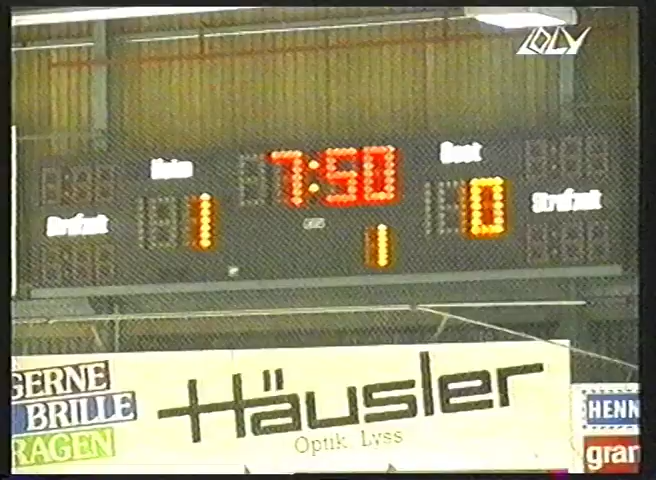 LOLY
Heim
7:50
Gast
Strafzeit
1
0
Strafzeit
1
GERNE
BRILLE
RAGEN
Häusler
Optik Lyss
HENN
gran